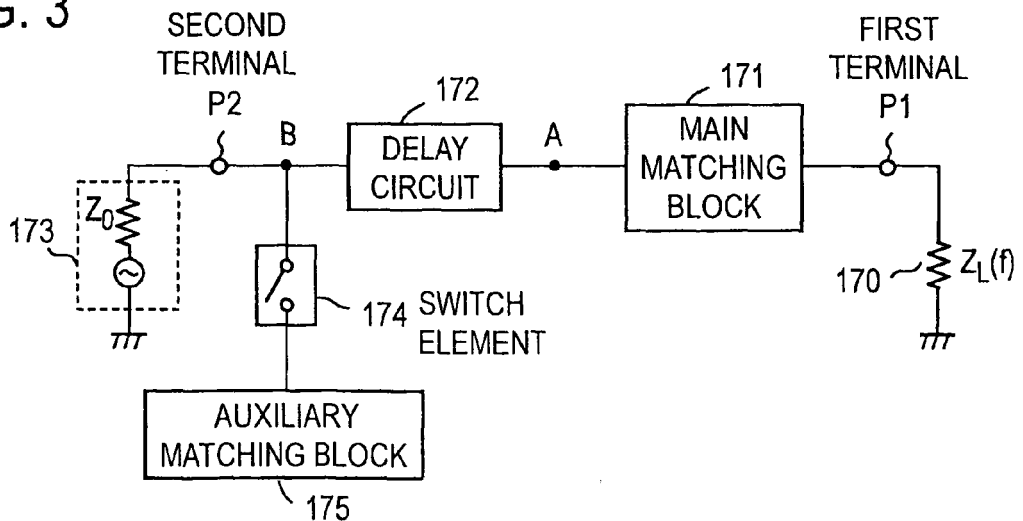 G. 3
SECOND
TERMINAL
P2
B
172
DELAY
CIRCUIT
A
171
MAIN
MATCHING
BLOCK
FIRST
TERMINAL
P1
173
Z0
170
ZL(f)
174
SWITCH
ELEMENT
AUXILIARY
MATCHING BLOCK
175